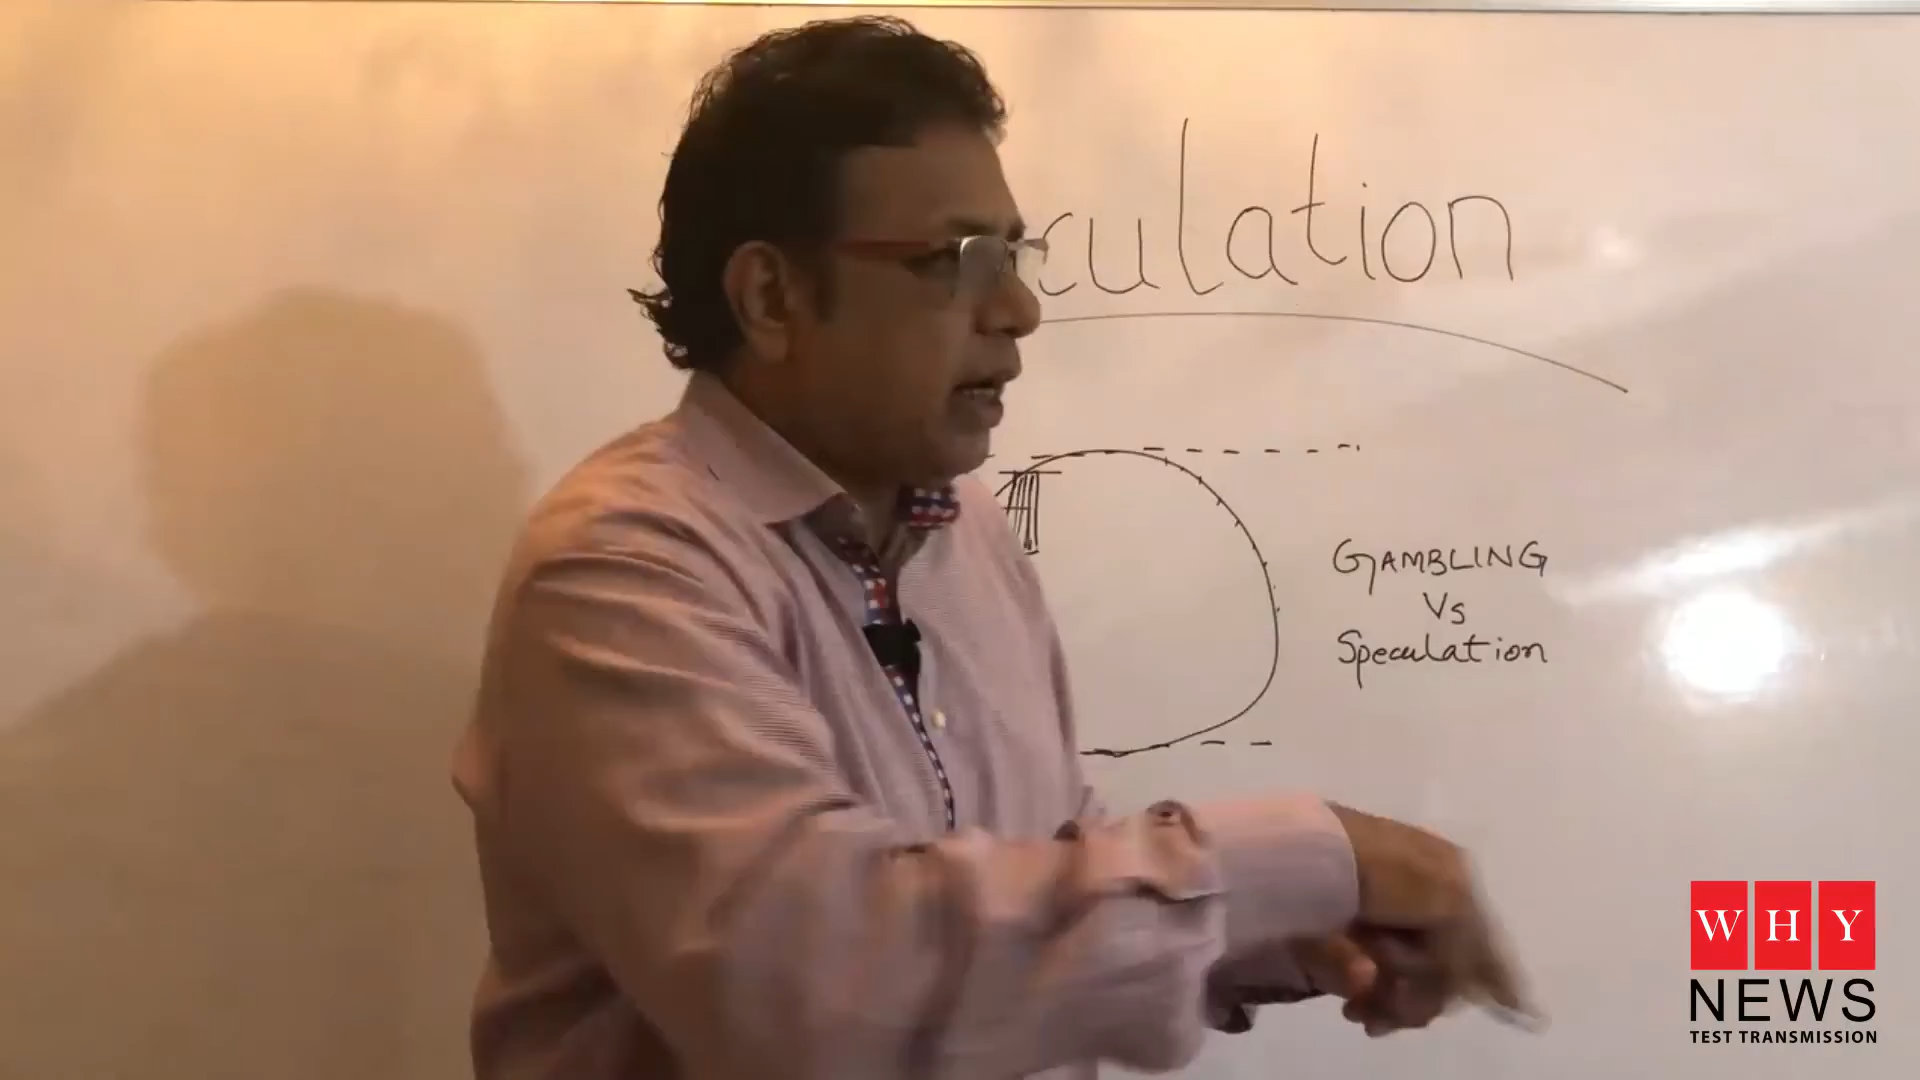 culation
GAMBLING
Vs
Speculation
WHY
NEWS
TEST TRANSMISSION